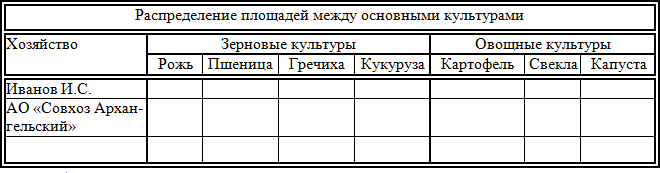 Распределение площадей между основными культурами
Хозяйство Зерновые культуры Овощные культуры
Рожь Пшеница Гречиха Кукуруза Картофель Свекла Капуста
Иванов И.С.
АО «Совхоз Архан-
гельский»